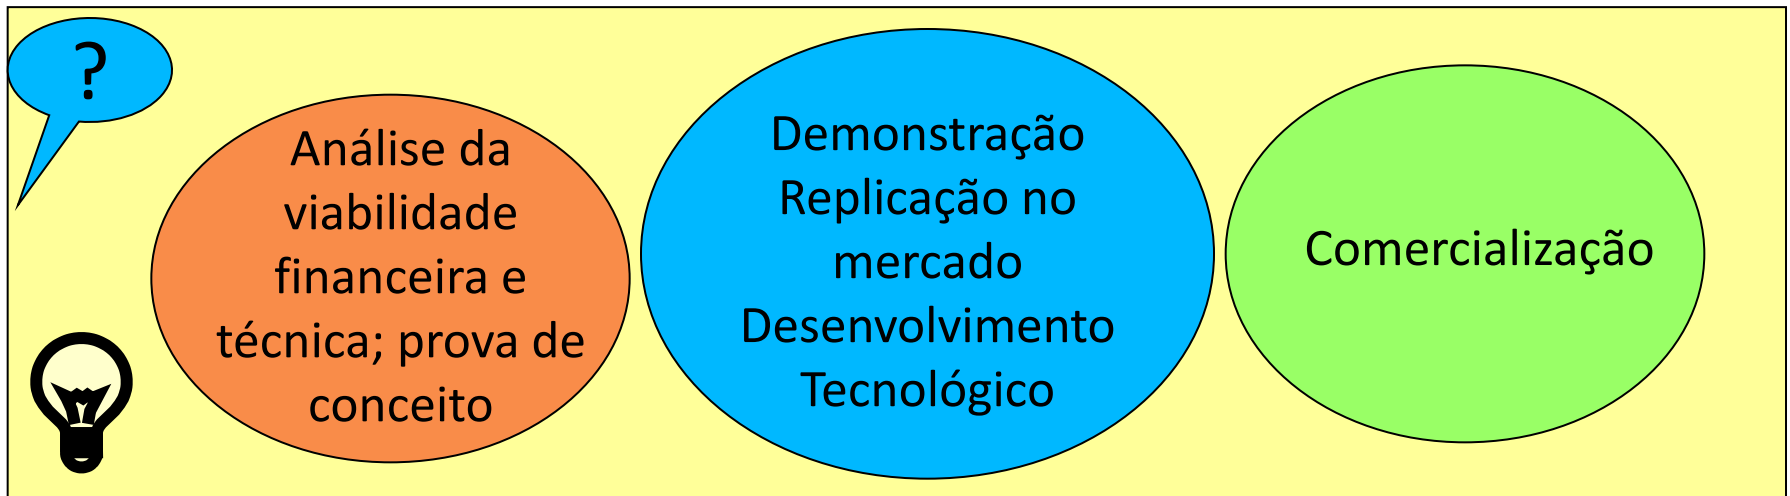 ?
Análise da
viabilidade
financeira e
técnica; prova de
conceito
Demonstração
Replicação no
mercado
Desenvolvimento
Tecnológico
Comercialização